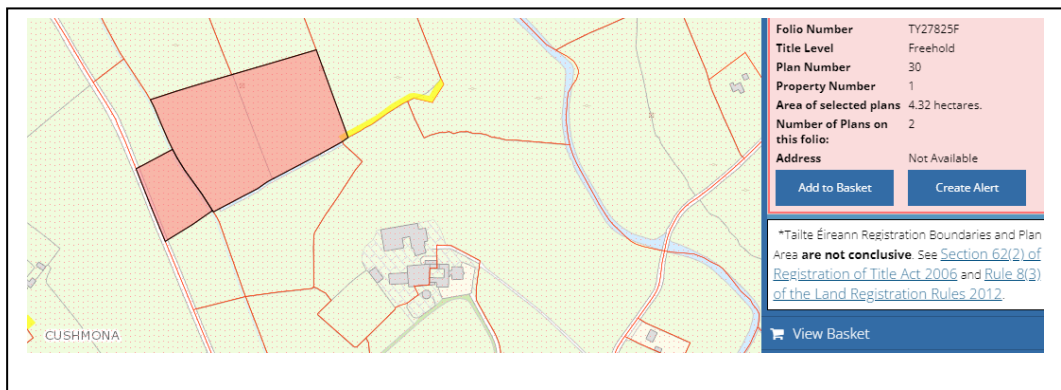 Folio Number TY27825F
Title Level Freehold
Plan Number 30
Property Number 1
Area of selected plans 4.32 hectares.
Number of Plans on 2
this folio:
Address Not Available
Add to Basket Create Alert
*Tailte Éireann Registration Boundaries and Plan
Area are not conclusive. See Section 62(2) of
Registration of Title Act 2006 and Rule 8(3)
of the Land Registration Rules 2012.
View Basket
CUSHMONA